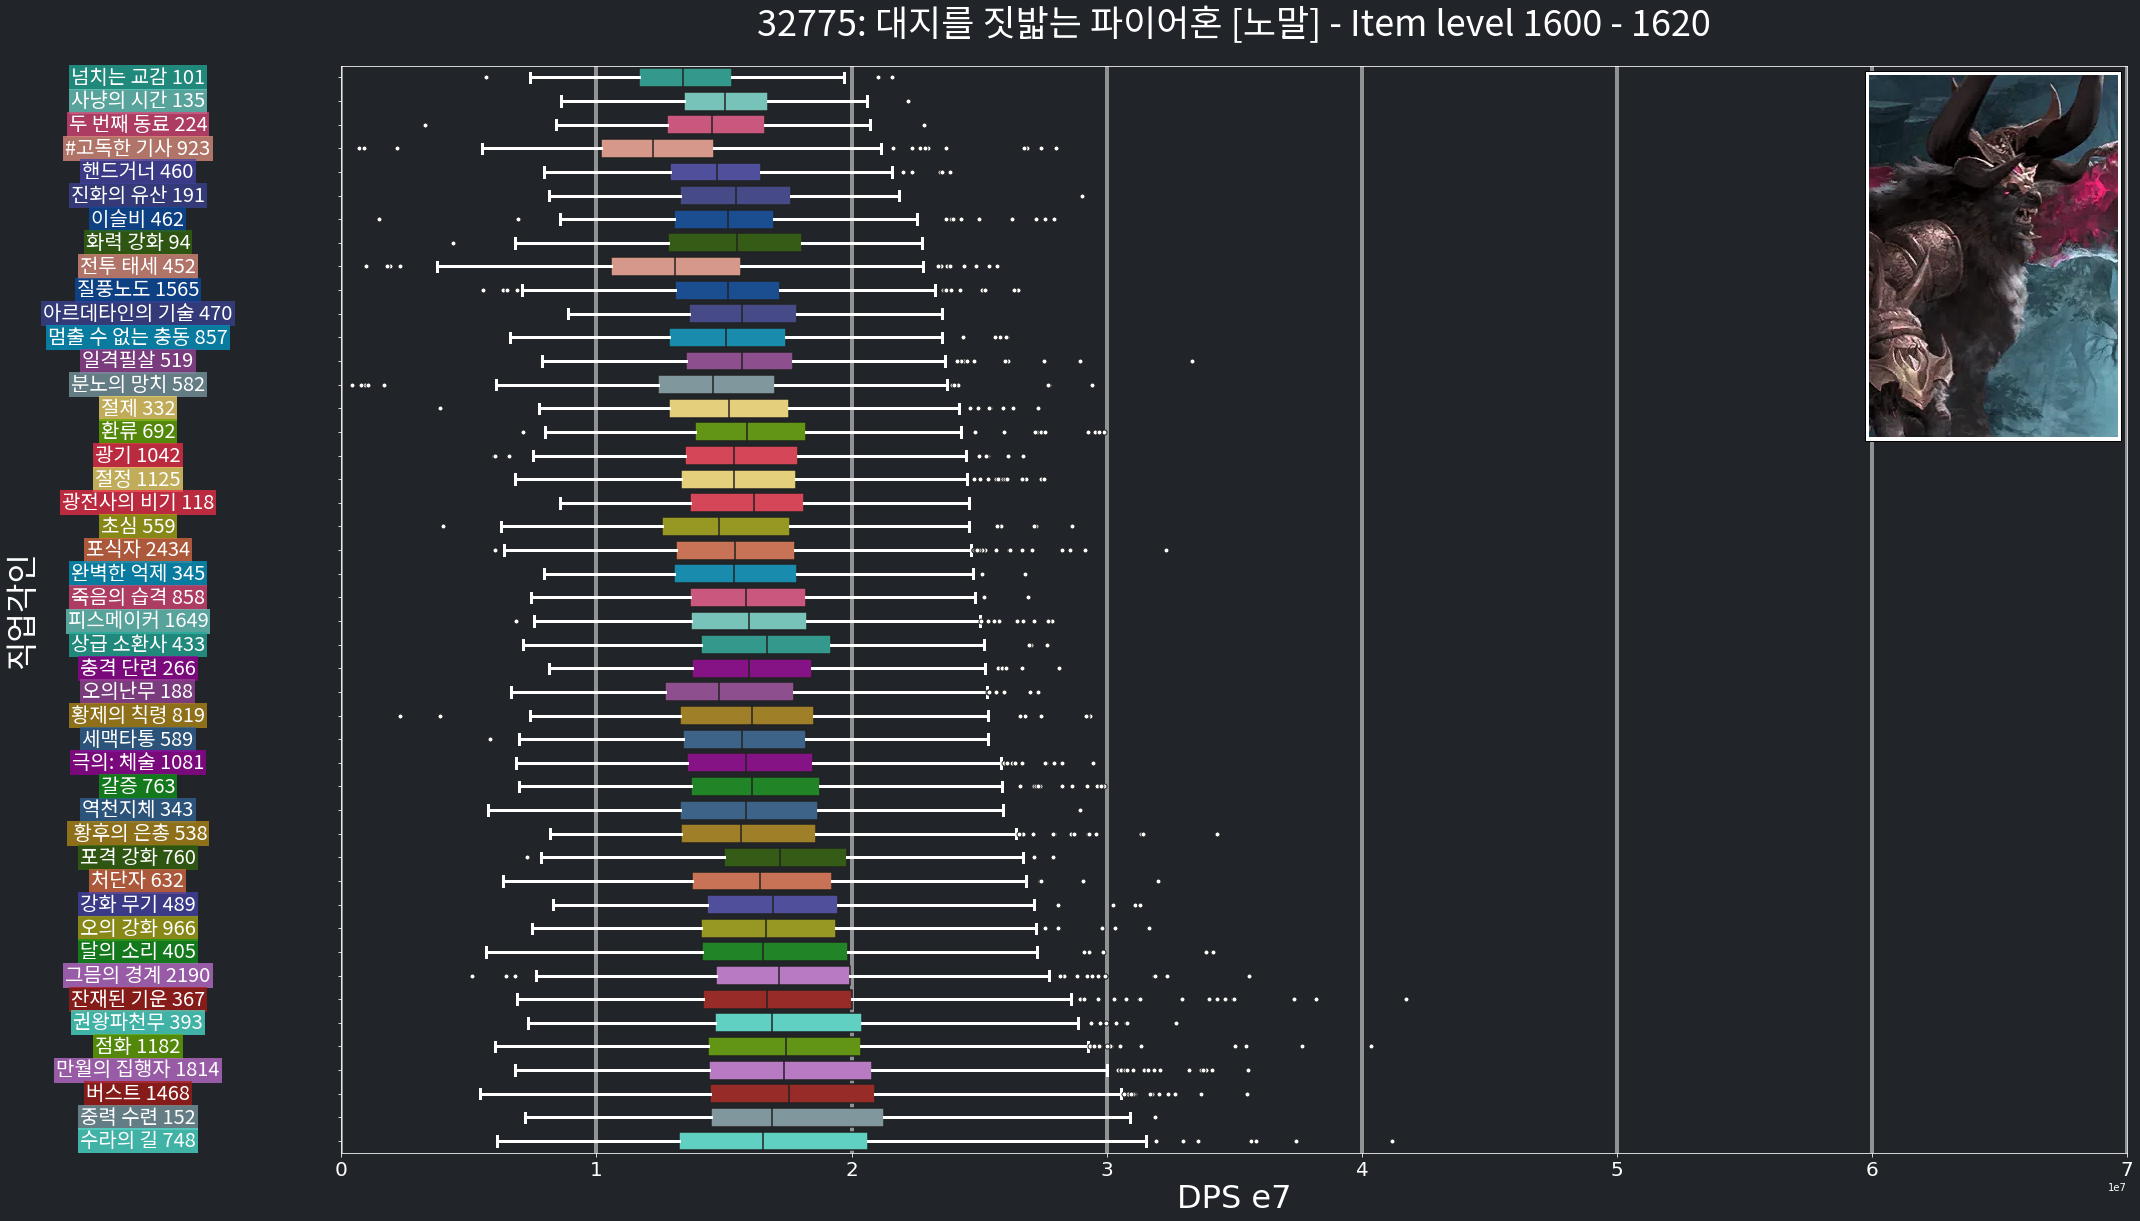 32775: 대지를 짓밟는 파이어혼 [노말] - Item level 1600 - 1620
넘치는 교감 101
사냥의 시간 135
두 번째 동료 224
#고독한 기사 923
핸드거너 460
진화의 유산 191
이슬비 462
화력 강화 94
전투 태세 452
질풍노도 1565
아르데타인의 기술 470
멈출 수 없는 충동 857
일격필살 519
분노의 망치 582
절제 332
환류 692
광기 1042
절정 1125
광전사의 비기 118
초심 559
포식자 2434
완벽한 억제 345
죽음의 습격 858
피스메이커 1649
상급 소환사 433
충격 단련 266
오의난무 188
황제의 칙령 819
세맥타통 589
극의: 체술 1081
갈증 763
역천지체 343
황후의 은총 538
포격 강화 760
처단자 632
강화 무기 489
오의 강화 966
달의 소리 405
그믐의 경계 2190
잔재된 기운 367
권왕파천무 393
점화 1182
만월의 집행자 1814
버스트 1468
중력 수련 152
수라의 길 748
직업각인
0 1 2 3 4 5 6 7
DPS e7
1e7